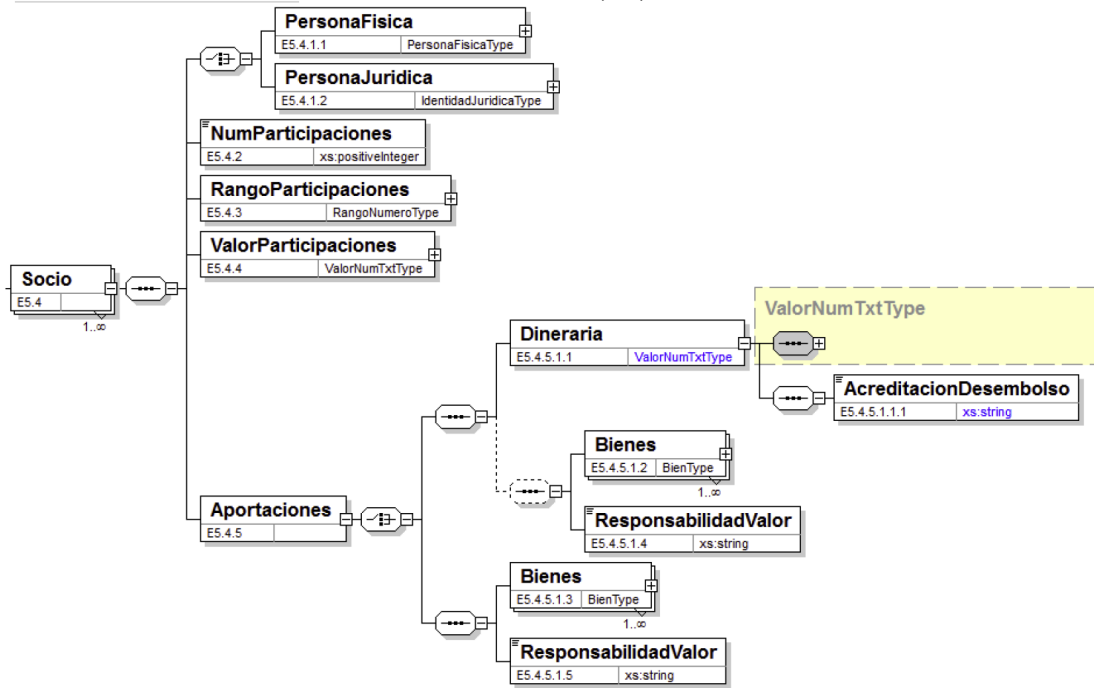 PersonaFisica
E5.4.1.1 PersonaFisicaType
PersonaJuridica
E5.4.1.2 IdentidadJuridicaType
NumParticipaciones
E5.4.2 xs:positiveInteger
RangoParticipaciones
E5.4.3 RangoNumeroType
ValorParticipaciones
E5.4.4 ValorNumTxtType
Socio
E5.4
1..∞
ValorNumTxtType
Dineraria
E5.4.5.1.1 ValorNumTxtType
AcreditacionDesembolso
E5.4.5.1.1.1 xs:string
Bienes
E5.4.5.1.2 BienType
1..∞
Aportaciones
E5.4.5
ResponsabilidadValor
E5.4.5.1.4 xs:string
Bienes
E5.4.5.1.3 BienType
1..∞
ResponsabilidadValor
E5.4.5.1.5 xs:string